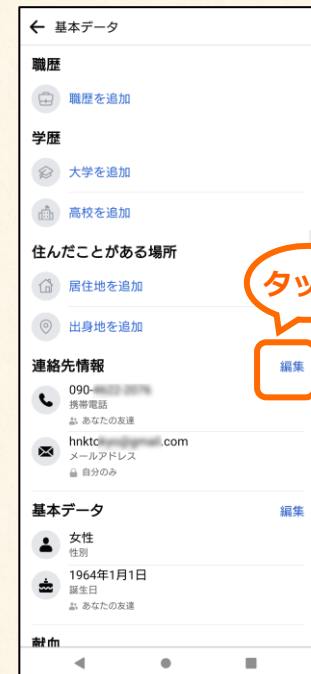 基本データ
職歴
職歴を追加
学歴
大学を追加
高校を追加
住んだことがある場所
居住地を追加
タッ
出身地を追加
連絡先情報
編集
090-
携帯電話
あなたの友達
hnktc .com
メールアドレス
自分のみ
基本データ
編集
女性
性別
1964年1月1日
誕生日
あなたの友達
献血